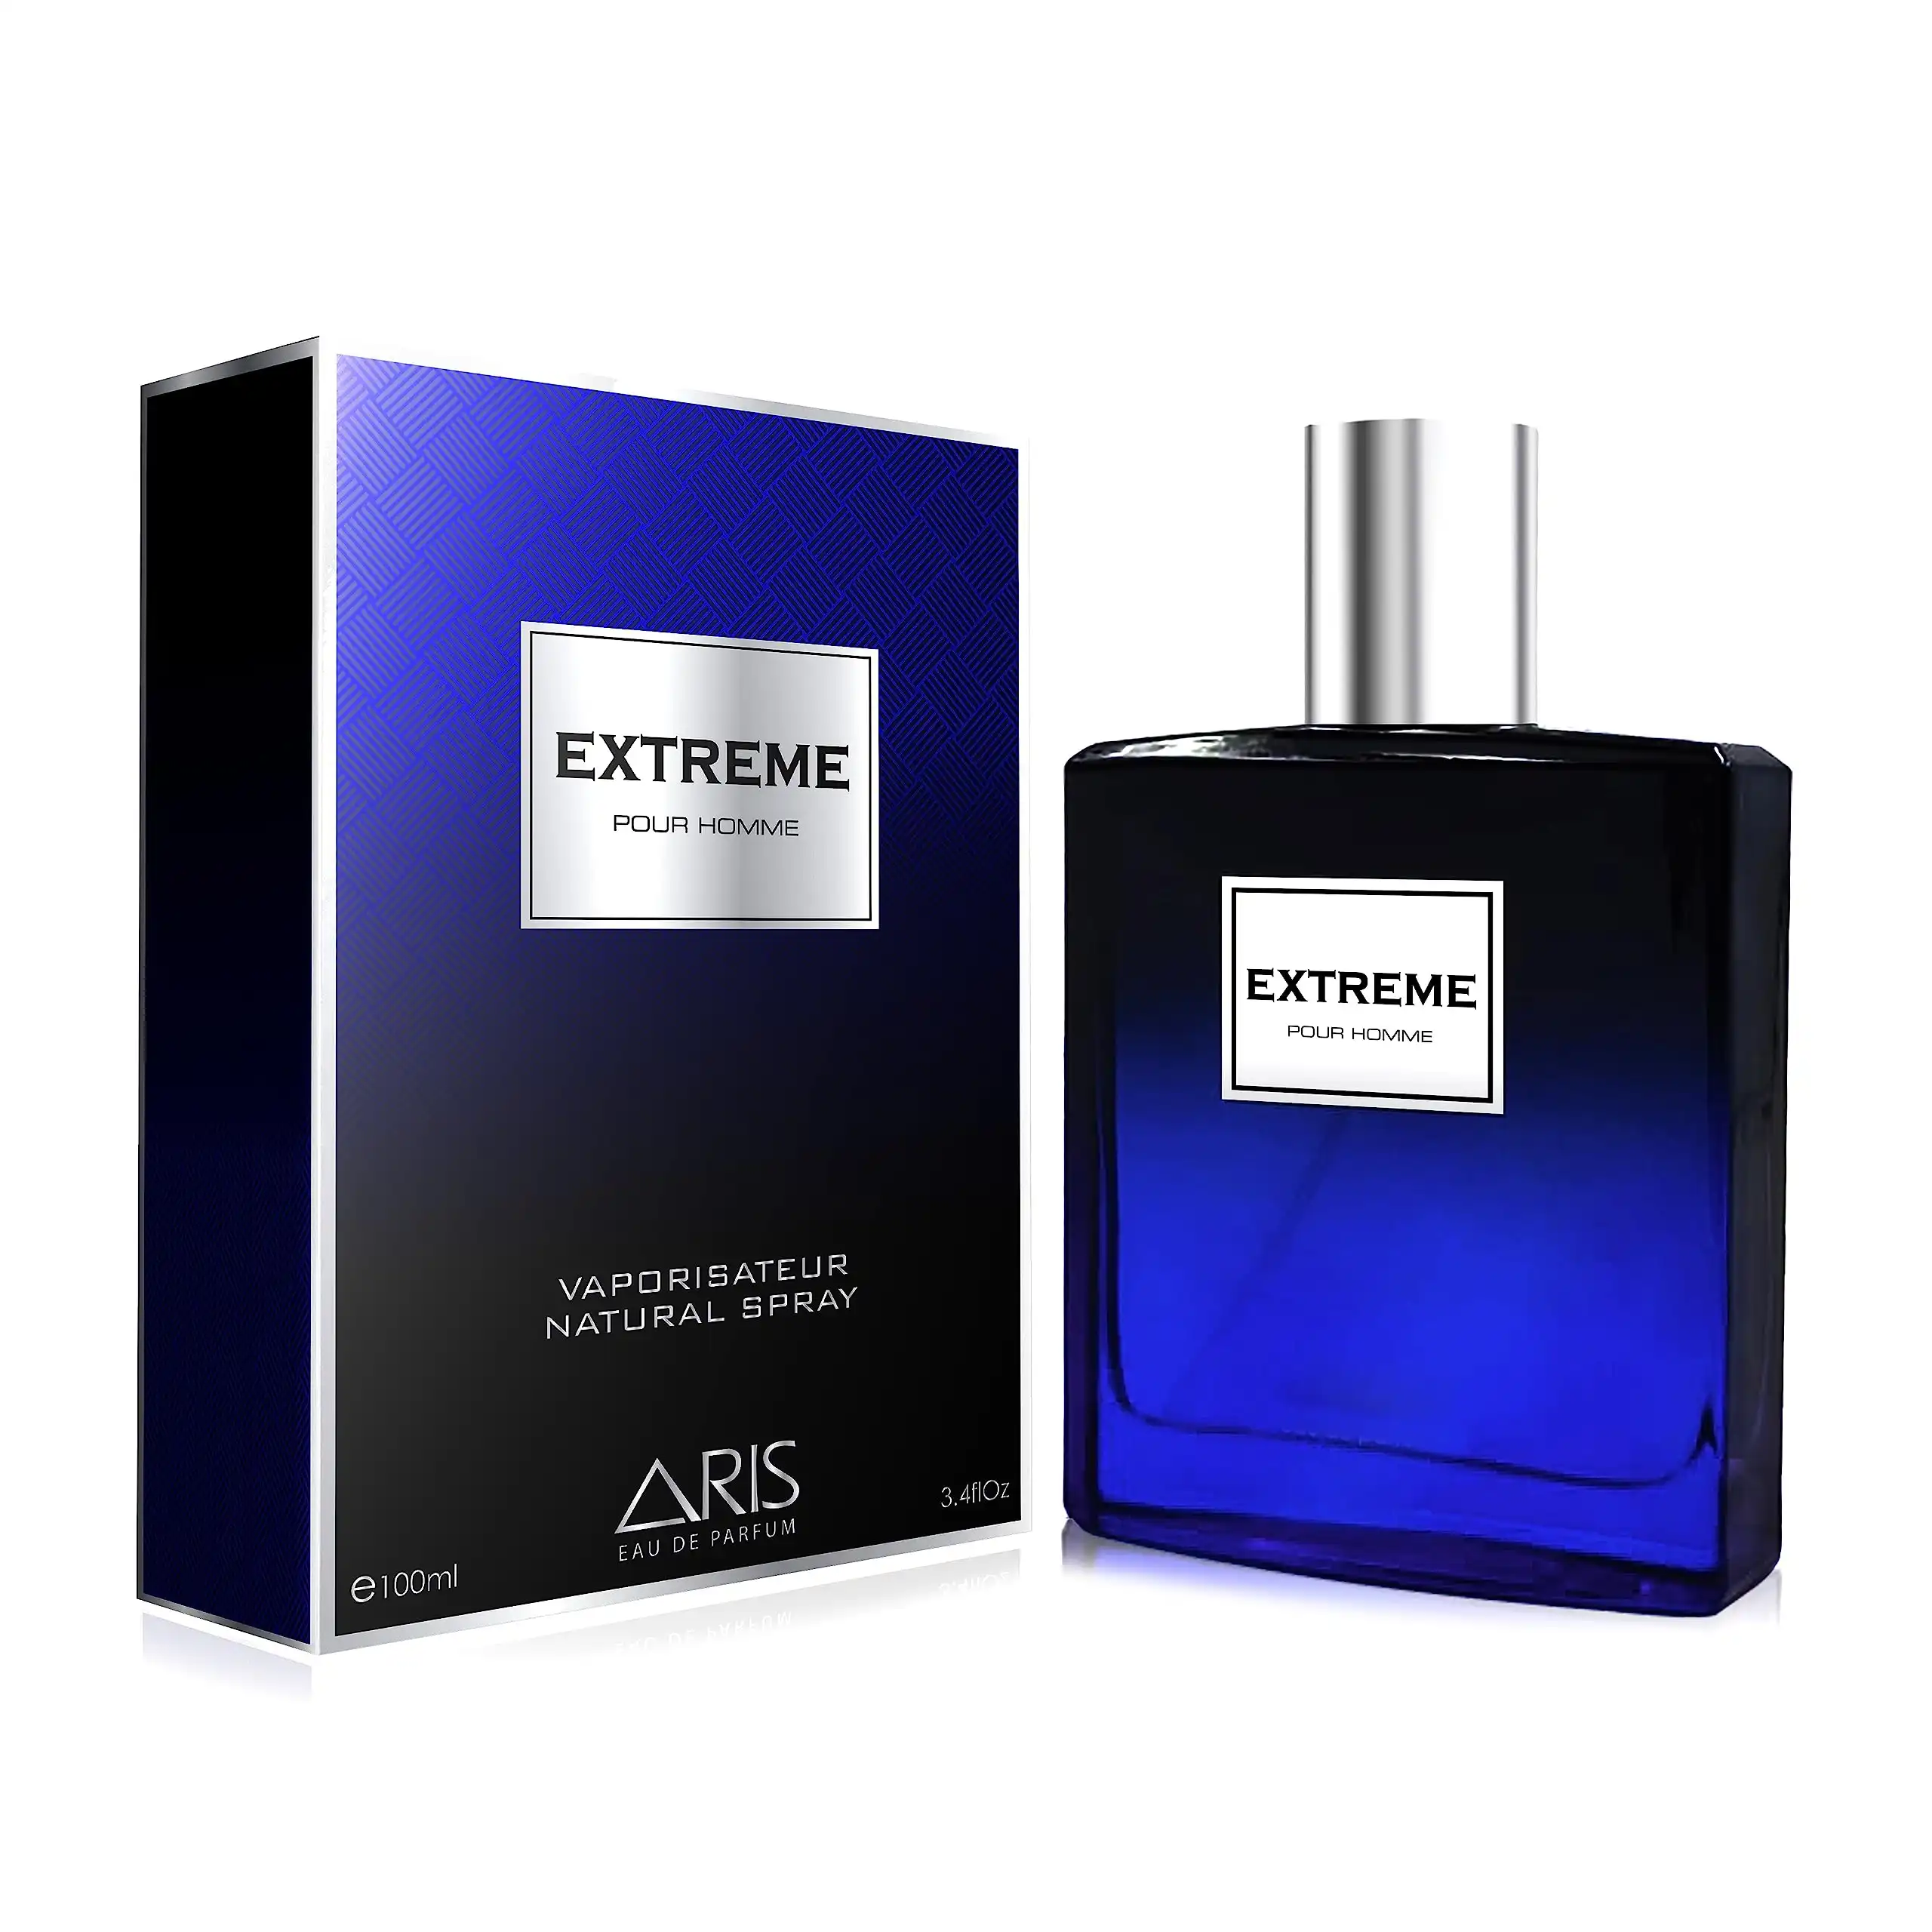 EXTREME
POUR HOMME
VAPORISATEUR
NATURAL SPRAY
ARIS
EAU DE PARFUM
3.4flOz
e100ml
EXTREME
POUR HOMME